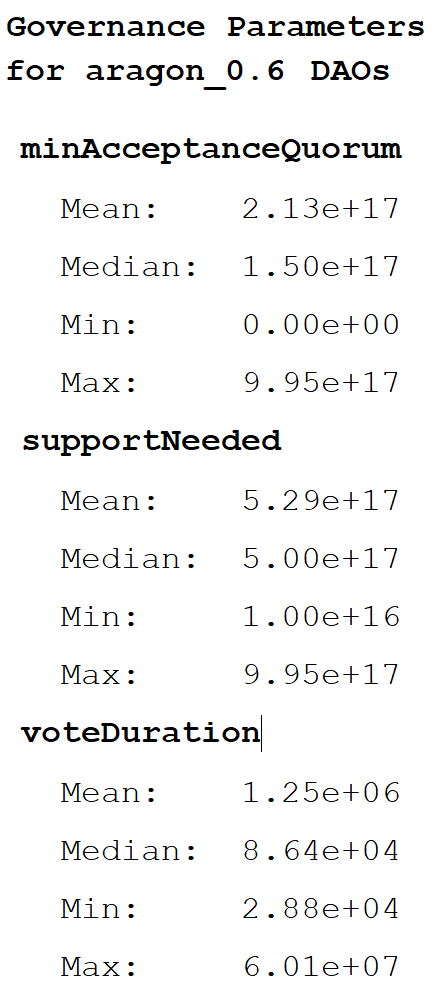 Governance Parameters
for aragon_0.6 DAOs
minAcceptanceQuorum
Mean: 2.13e+17
Median: 1.50e+17
Min: 0.00e+00
Max: 9.95e+17
supportNeeded
Mean: 5.29e+17
Median: 5.00e+17
Min: 1.00e+16
Max: 9.95e+17
voteDuration
Mean: 1.25e+06
Median: 8.64e+04
Min: 2.88e+04
Max: 6.01e+07